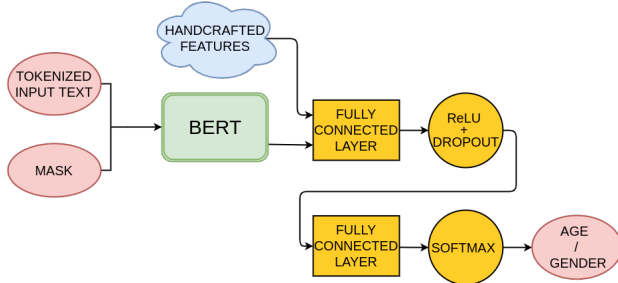 HANDCRAFTED
FEATURES
TOKENIZED
INPUT TEXT
MASK
BERT
FULLY
CONNECTED
LAYER
ReLU
+
DROPOUT
FULLY
CONNECTED
LAYER
SOFTMAX
AGE
/
GENDER